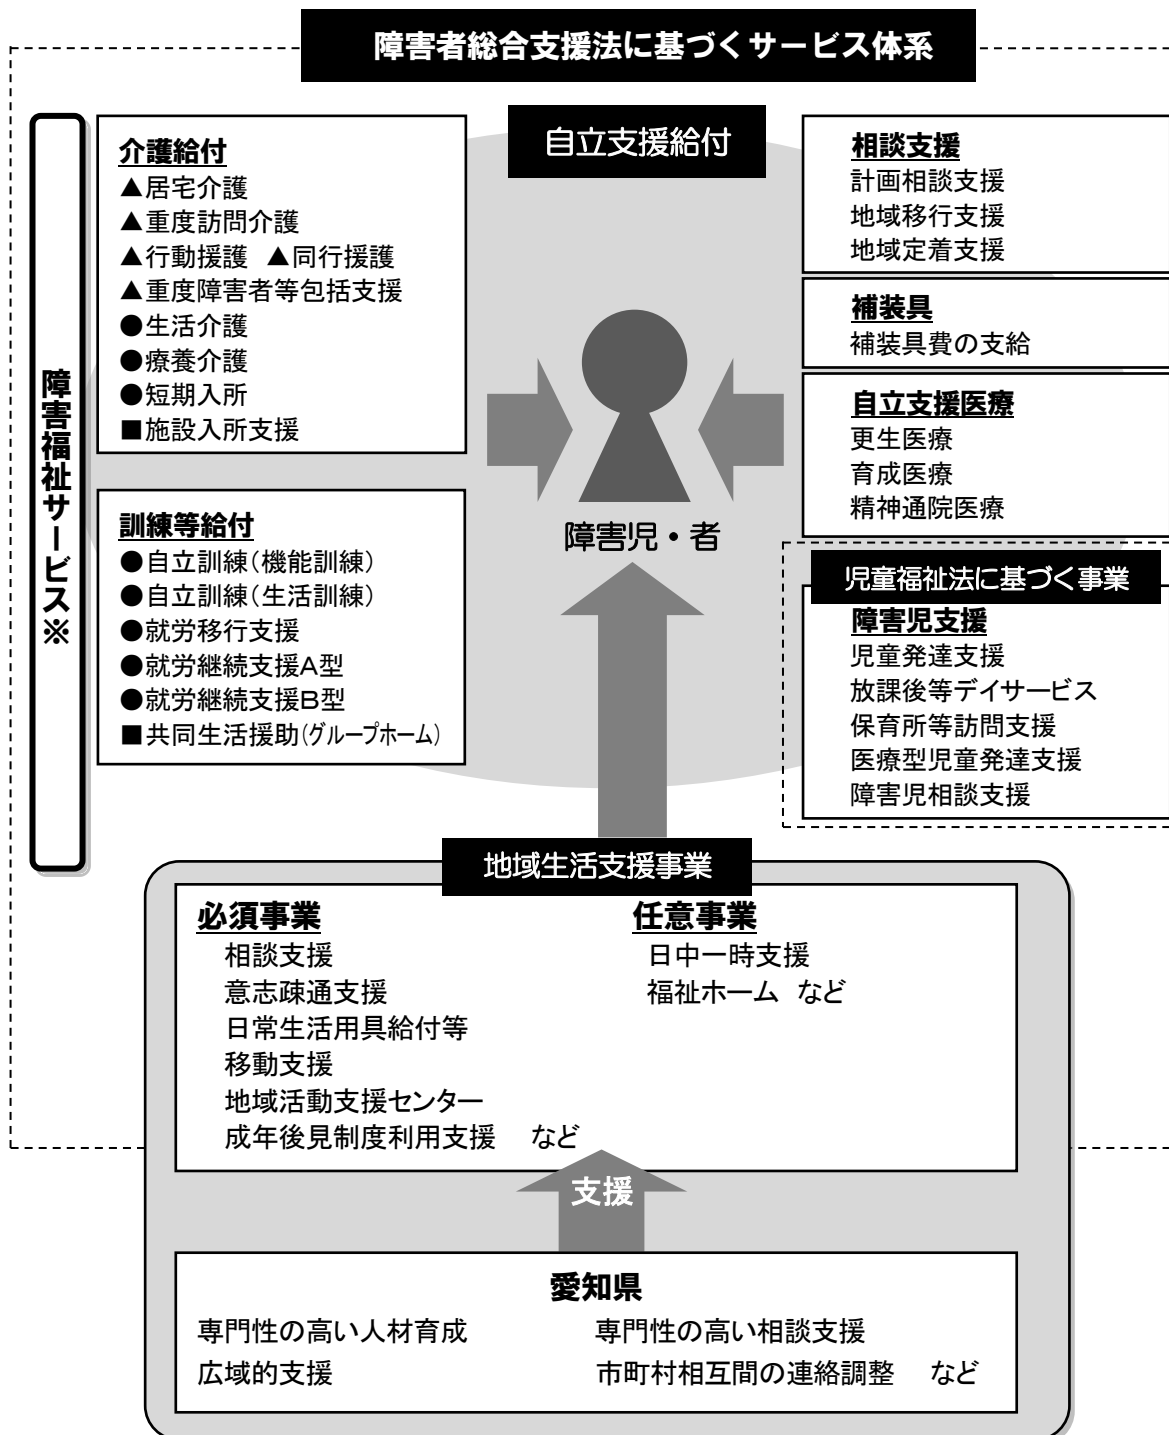 障害者総合支援法に基づくサービス体系
自立支援給付
障害福祉サービス※
介護給付
▲居宅介護
▲重度訪問介護
▲行動援護 ▲同行援護
▲重度障害者等包括支援
●生活介護
●療養介護
●短期入所
■施設入所支援
訓練等給付
●自立訓練(機能訓練)
●自立訓練(生活訓練)
●就労移行支援
●就労継続支援A型
●就労継続支援B型
■共同生活援助(グループホーム)
障害児・者
相談支援
計画相談支援
地域移行支援
地域定着支援
補装具
補装具費の支給
自立支援医療
更生医療
育成医療
精神通院医療
児童福祉法に基づく事業
障害児支援
児童発達支援
放課後等デイサービス
保育所等訪問支援
医療型児童発達支援
障害児相談支援
地域生活支援事業
必須事業
相談支援
意志疎通支援
日常生活用具給付等
移動支援
地域活動支援センター
成年後見制度利用支援 など
任意事業
日中一時支援
福祉ホーム など
支援
愛知県
専門性の高い人材育成 専門性の高い相談支援
広域的支援 市町村相互間の連絡調整 など